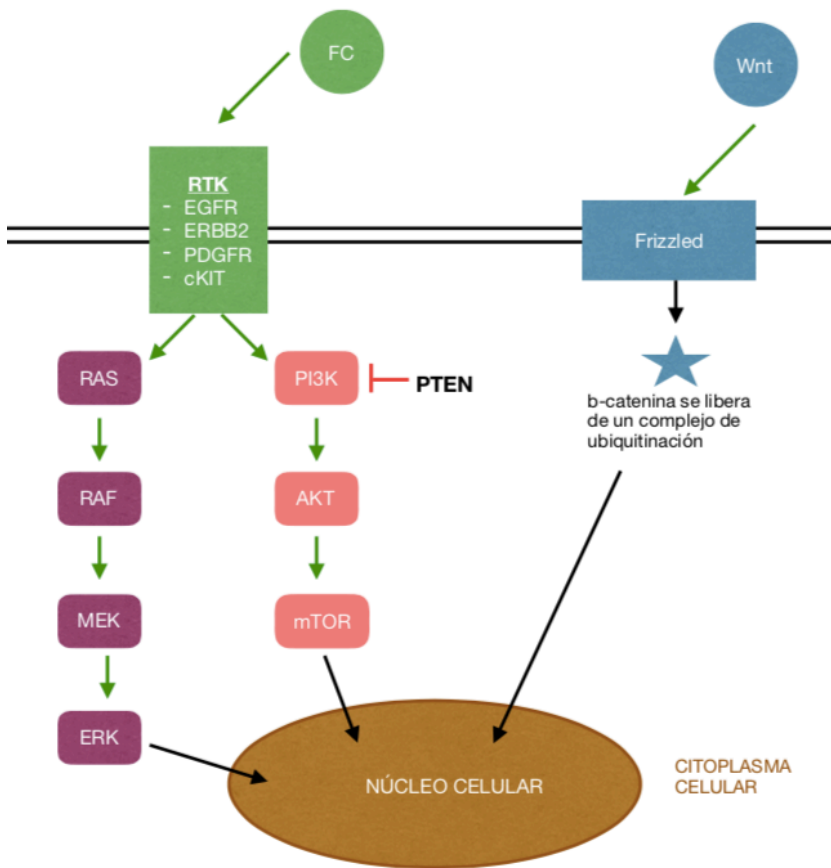 FC
Wnt
RTK
- EGFR
- ERBB2
- PDGFR
- cKIT
Frizzled
RAS
PI3K
PTEN
b-catenina se libera
de un complejo de
ubiquitinación
RAF
AKT
MEK
mTOR
ERK
NÚCLEO CELULAR
CITOPLASMA
CELULAR